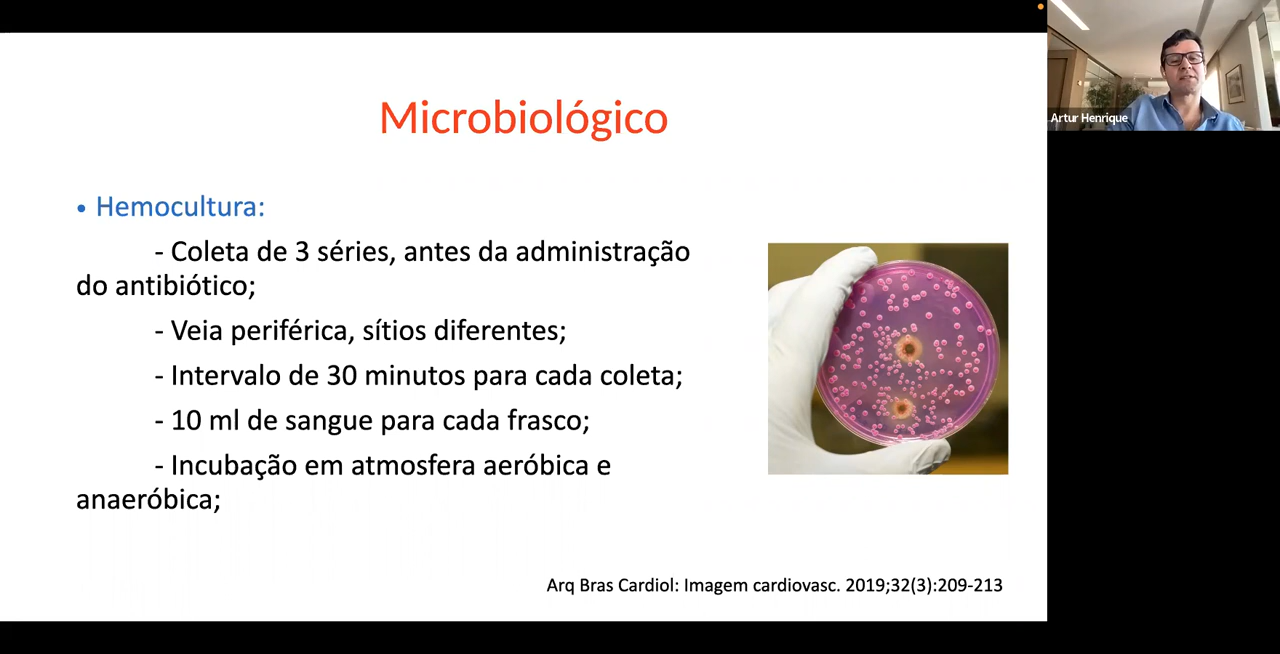 Microbiológico
• Hemocultura:
- Coleta de 3 séries, antes da administração
do antibiótico;
- Veia periférica, sítios diferentes;
- Intervalo de 30 minutos para cada coleta;
- 10 ml de sangue para cada frasco;
- Incubação em atmosfera aeróbica e
anaeróbica;
Arq Bras Cardiol: Imagem cardiovasc. 2019;32(3):209-213
Artur Henrique